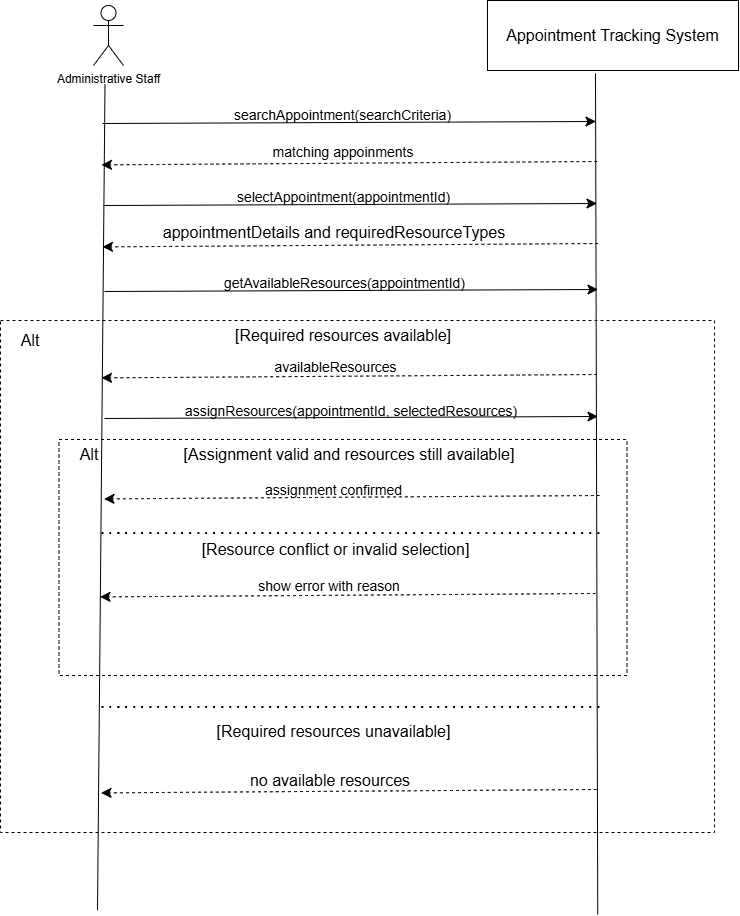 Administrative Staff
Appointment Tracking System
searchAppointment(searchCriteria)
matching appoinments
selectAppointment(appointmentId)
appointmentDetails and requiredResourceTypes
getAvailableResources(appointmentId)
Alt
[Required resources available]
availableResources
assignResources(appointmentId, selectedResources)
Alt
[Assignment valid and resources still available]
assignment confirmed
[Resource conflict or invalid selection]
show error with reason
[Required resources unavailable]
no available resources